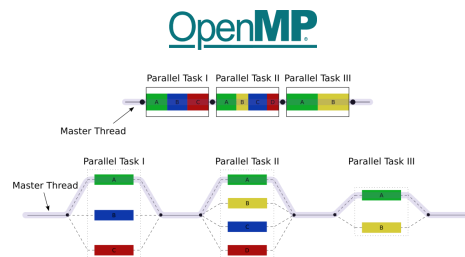 OpenMP
Parallel Task I Parallel Task II Parallel Task III
A B C A B C D A B
Master Thread
Parallel Task I Parallel Task II Parallel Task III
Master Thread
A A
A
B
B
B
C
C D